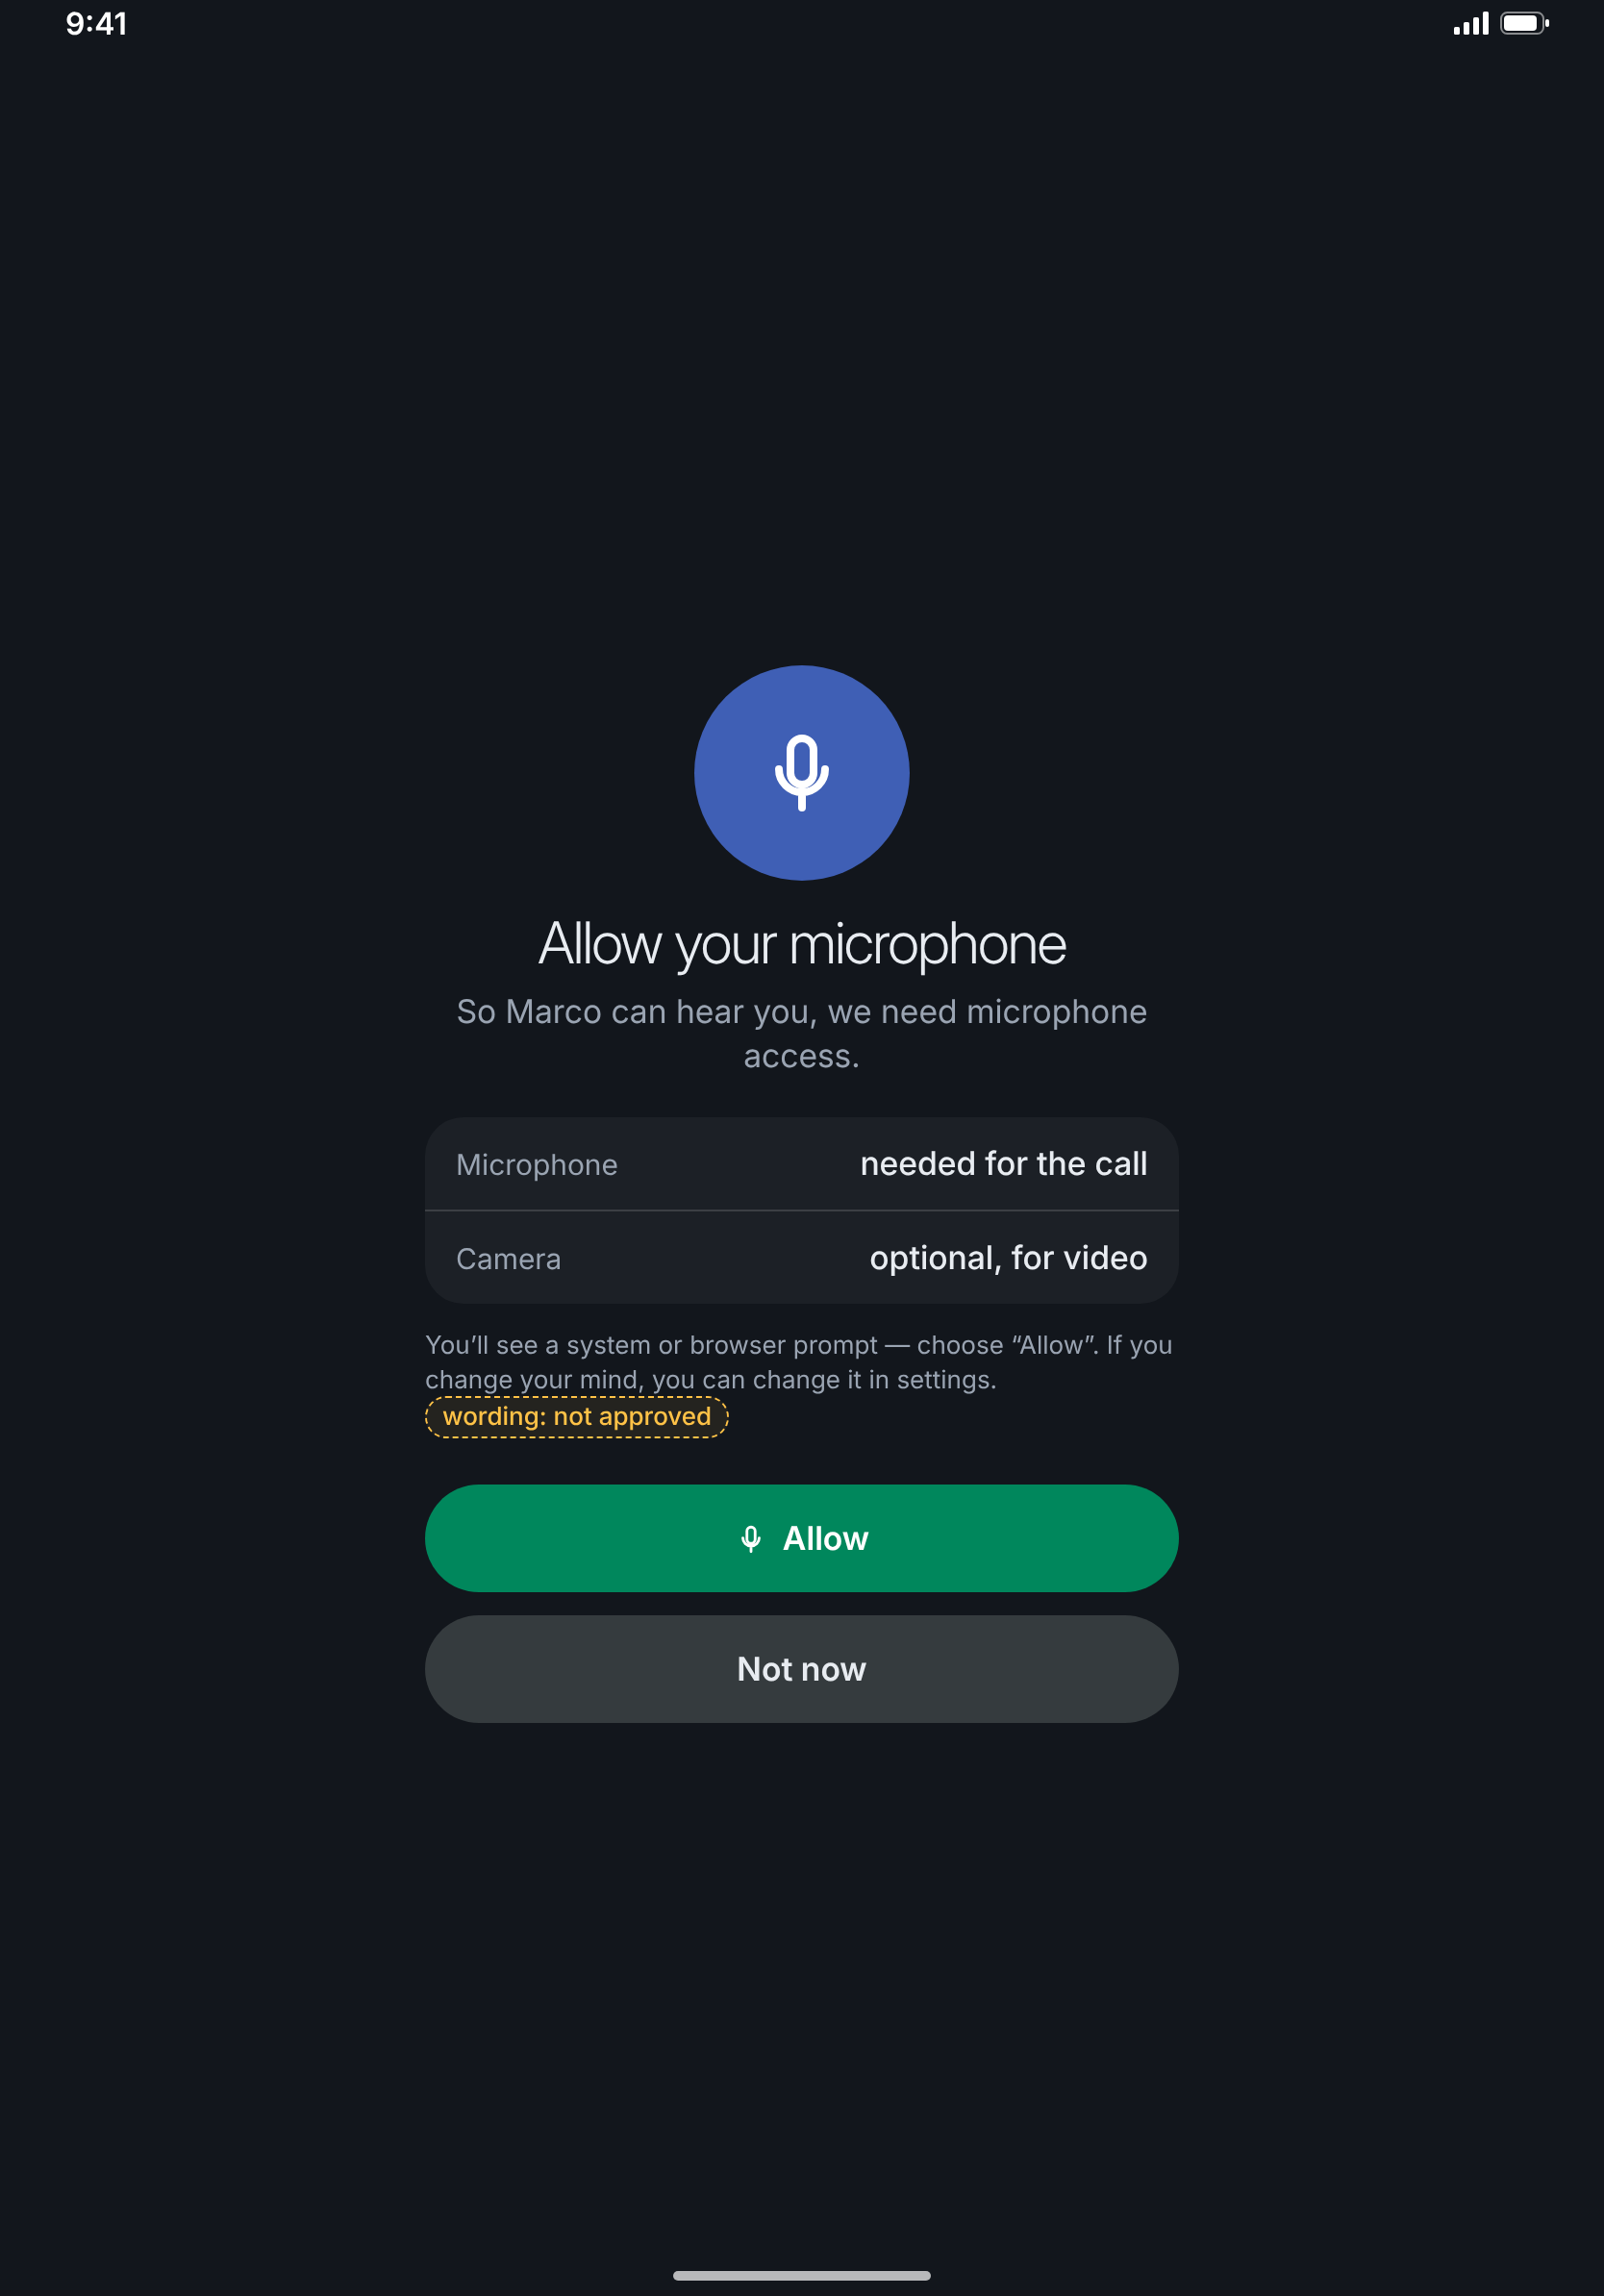 9:41
Allow your microphone
So Marco can hear you, we need microphone
access.
Microphone needed for the call
Camera optional, for video
You’ll see a system or browser prompt — choose “Allow”. If you
change your mind, you can change it in settings.
wording: not approved
Allow
Not now